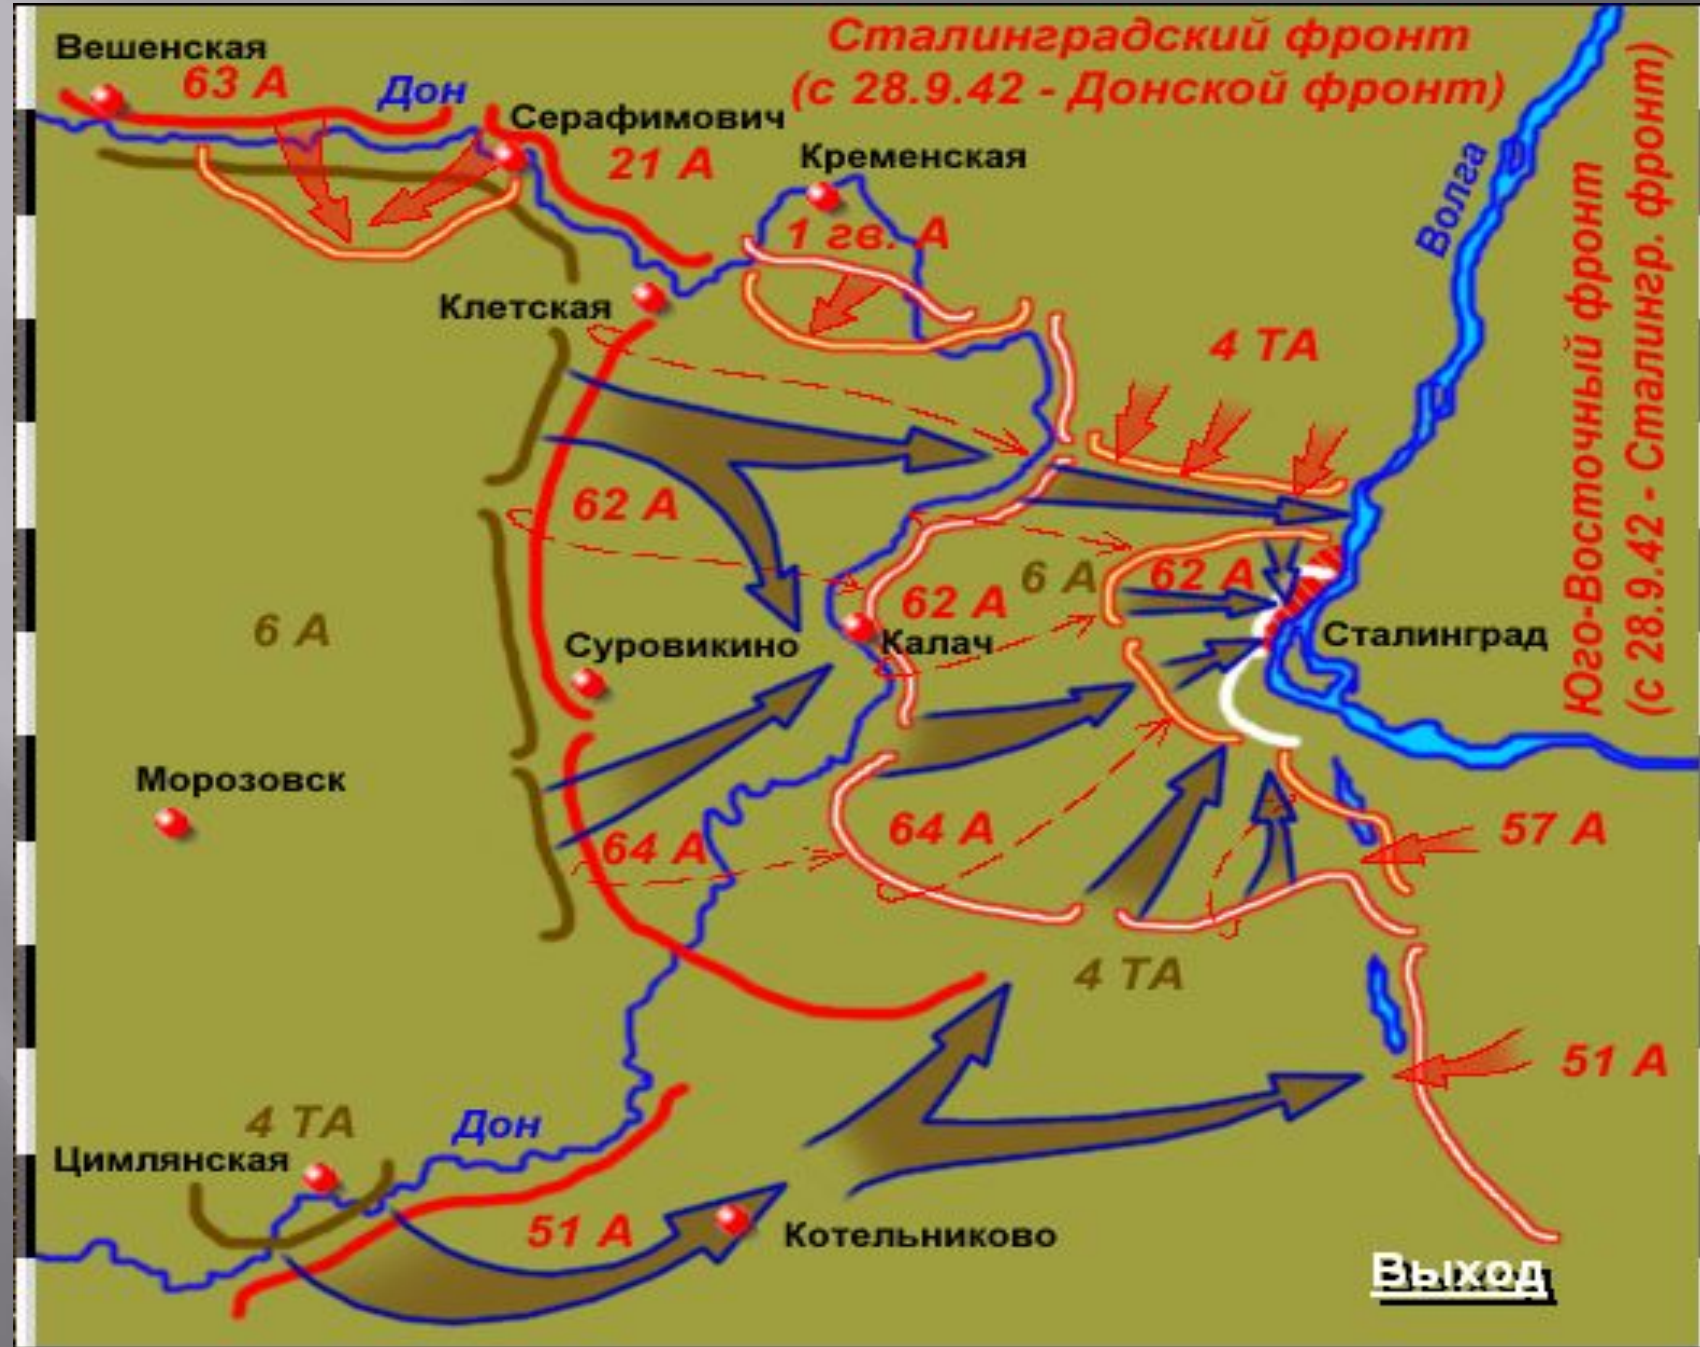 Сталинградский фронт
(с 28.9.42 - Донской фронт)
Юго-Восточный фронт
(с 28.9.42 - Сталингр. фронт)
Вешенская
63 А
Дон
Серафимович
21 А
Кременская
1 гв. А
Волга
Клетская
4 ТА
62 А
6 А
62 А
62 А
6 А
Суровикино
Калач
Сталинград
Морозовск
64 А
64 А
57 А
4 ТА
51 А
4 ТА
Дон
Цимлянская
51 А
Котельниково
Выход